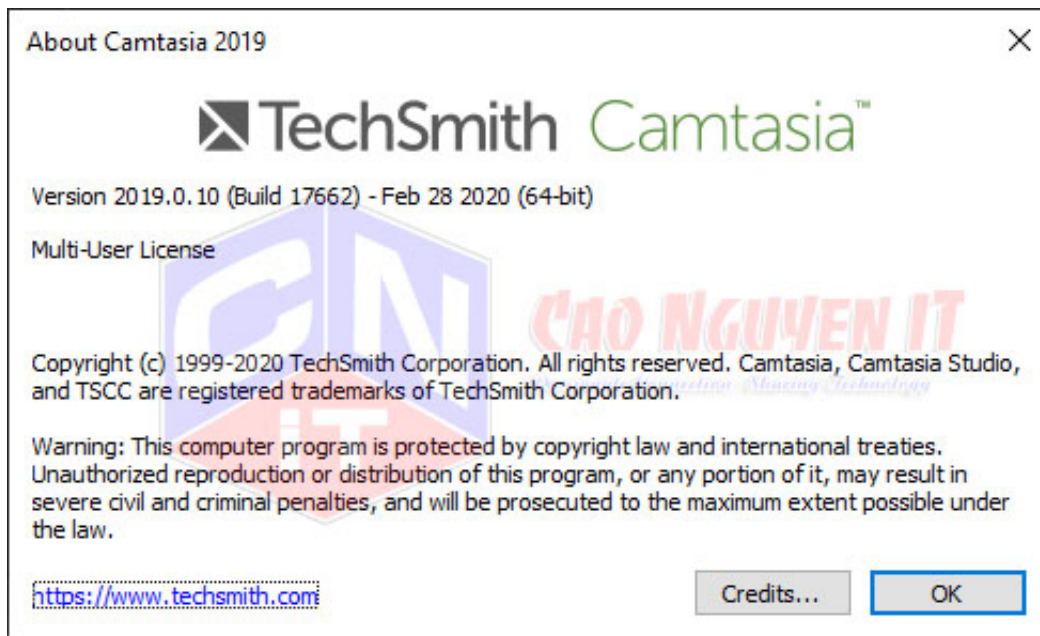 About Camtasia 2019
TechSmith Camtasia™
Version 2019.0.10 (Build 17662) - Feb 28 2020 (64-bit)
Multi-User License
CN
CAO NGUYEN IT
Copyright (c) 1999-2020 TechSmith Corporation. All rights reserved. Camtasia, Camtasia Studio,
and TSCC are registered trademarks of TechSmith Corporation.
Sharing Technology
iT
Warning: This computer program is protected by copyright law and international treaties.
Unauthorized reproduction or distribution of this program, or any portion of it, may result in
severe civil and criminal penalties, and will be prosecuted to the maximum extent possible under
the law.
https://www.techsmith.com
Credits...
OK